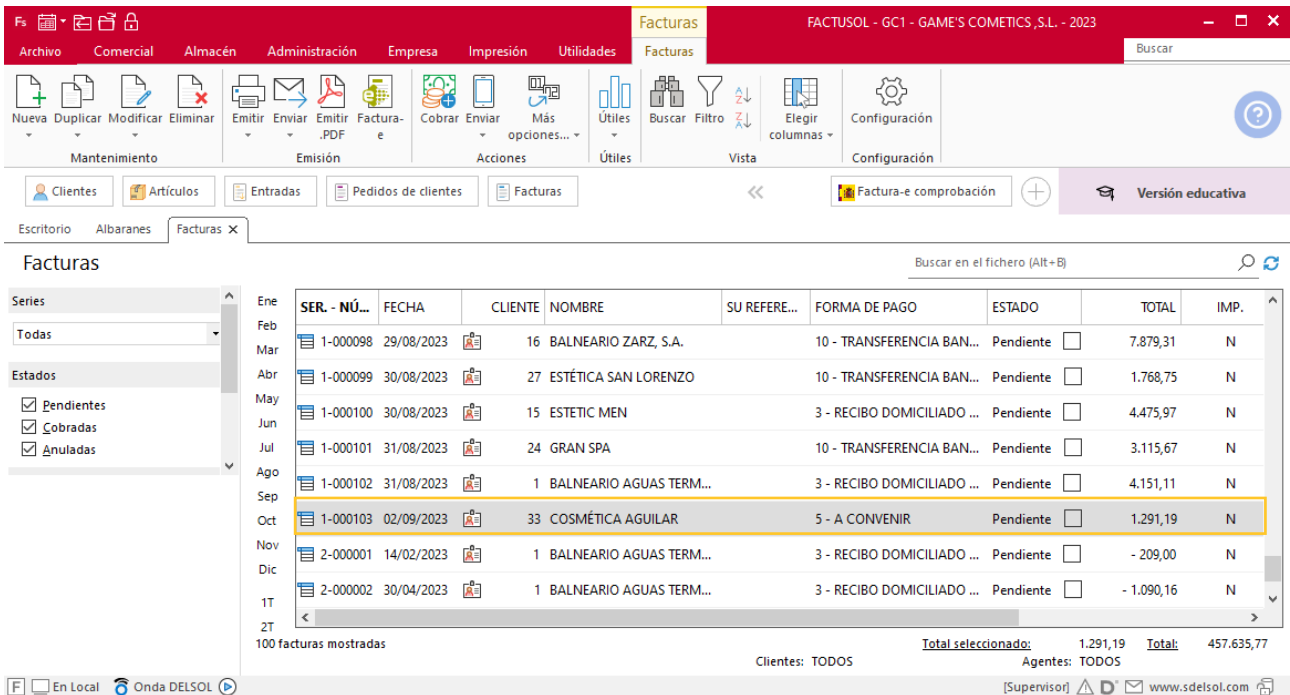 Fs Facturas FACTUSOL - GC1 - GAME'S COMETICS ,S.L. - 2023
Archivo Comercial Almacén Administración Empresa Impresión Utilidades Facturas Buscar
Nueva Duplicar Modificar Eliminar Emitir Enviar Emitir Factura- Cobrar Enviar Más Útiles Buscar Filtro Elegir Configuración
.PDF e opciones... columnas
Mantenimiento Emisión Acciones Útiles Vista Configuración
Clientes Artículos Entradas Pedidos de clientes Facturas Factura-e comprobación Versión educativa
Escritorio Albaranes Facturas
Facturas Buscar en el fichero (Alt+B)
Series
Todas
Estados
Pendientes
Cobradas
Anuladas
Ene
Feb
Mar
Abr
May
Jun
Jul
Ago
Sep
Oct
Nov
Dic
1T
2T
SER. - NÚ... FECHA CLIENTE NOMBRE SU REFERE... FORMA DE PAGO ESTADO TOTAL IMP.
1-000098 29/08/2023 16 BALNEARIO ZARZ, S.A. 10 - TRANSFERENCIA BAN... Pendiente 7.879,31 N
1-000099 30/08/2023 27 ESTÉTICA SAN LORENZO 10 - TRANSFERENCIA BAN... Pendiente 1.768,75 N
1-000100 30/08/2023 15 ESTETIC MEN 3 - RECIBO DOMICILIADO ... Pendiente 4.475,97 N
1-000101 31/08/2023 24 GRAN SPA 10 - TRANSFERENCIA BAN... Pendiente 3.115,67 N
1-000102 31/08/2023 1 BALNEARIO AGUAS TERM... 3 - RECIBO DOMICILIADO ... Pendiente 4.151,11 N
1-000103 02/09/2023 33 COSMÉTICA AGUILAR 5 - A CONVENIR Pendiente 1.291,19 N
2-000001 14/02/2023 1 BALNEARIO AGUAS TERM... 3 - RECIBO DOMICILIADO ... Pendiente - 209,00 N
2-000002 30/04/2023 1 BALNEARIO AGUAS TERM... 3 - RECIBO DOMICILIADO ... Pendiente - 1.090,16 N
100 facturas mostradas Total seleccionado: 1.291,19 Total: 457.635,77
Clientes: TODOS Agentes: TODOS
F En Local Onda DELSOL [Supervisor] D www.sdelsol.com